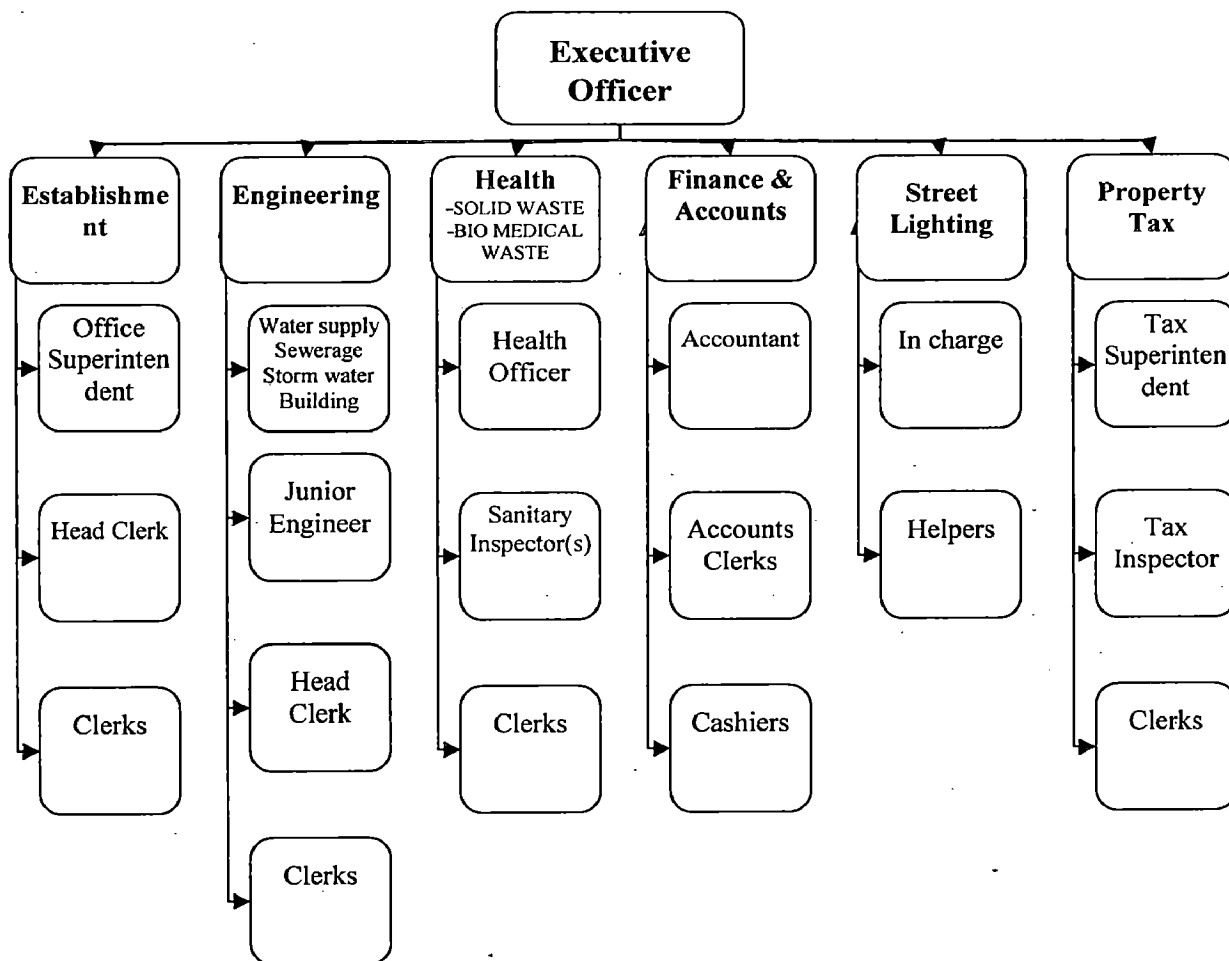 Executive
Officer
Establishme
nt
Engineering
Health
-SOLID WASTE
-BIO MEDICAL
WASTE
Finance &
Accounts
Street
Lighting
Property
Tax
Office
Superinten
dent
Water supply
Sewerage
Storm water
Building
Health
Officer
Accountant
In charge
Tax
Superinten
dent
Head Clerk
Junior
Engineer
Sanitary
Inspector(s)
Accounts
Clerks
Helpers
Tax
Inspector
Clerks
Head
Clerk
Clerks
Cashiers
Clerks
Clerks